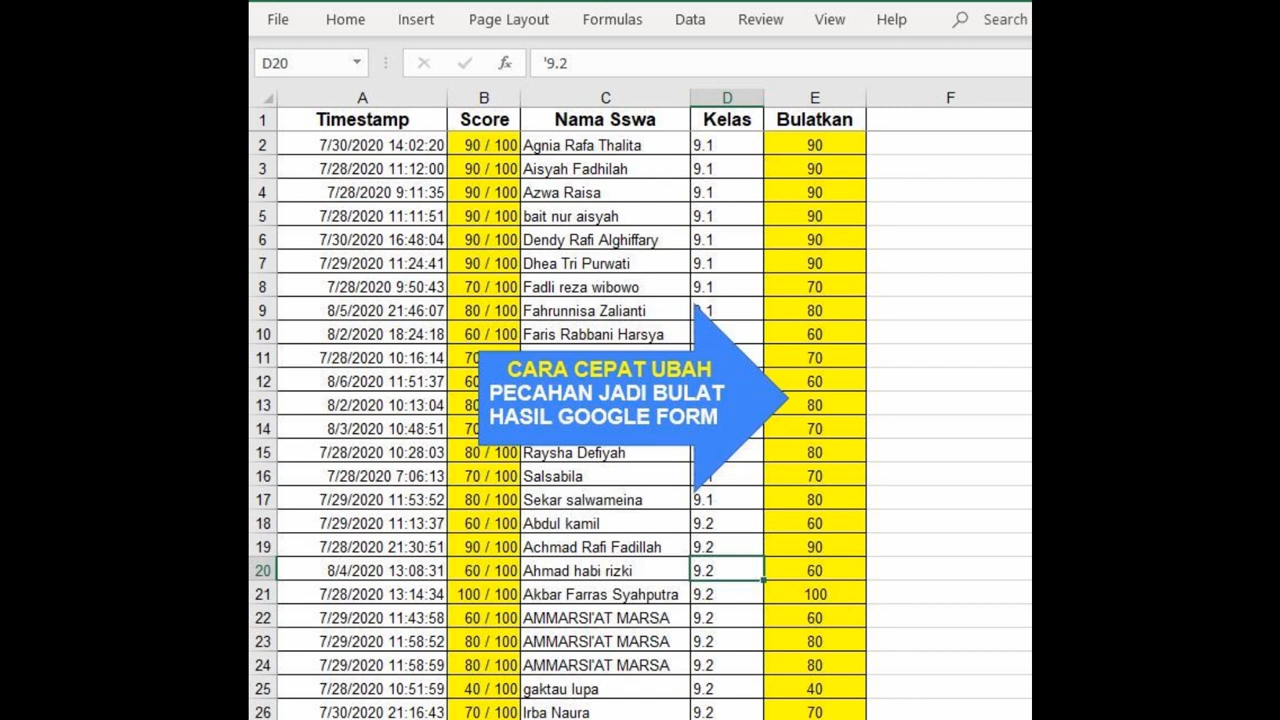 File Home Insert Page Layout Formulas Data Review View Help Search
D20 fx '9.2
A B C D E F
1 Timestamp Score Nama Sswa Kelas Bulatkan
2 7/30/2020 14:02:20 90 / 100 Agnia Rafa Thalita 9.1 90
3 7/28/2020 11:12:00 90 / 100 Aisyah Fadhilah 9.1 90
4 7/28/2020 9:11:35 90 / 100 Azwa Raisa 9.1 90
5 7/28/2020 11:11:51 90 / 100 bait nur aisyah 9.1 90
6 7/30/2020 16:48:04 90 / 100 Dendy Rafi Alghiffary 9.1 90
7 7/29/2020 11:24:41 90 / 100 Dhea Tri Purwati 9.1 90
8 7/28/2020 9:50:43 70 / 100 Fadli reza wibowo 9.1 70
9 8/5/2020 21:46:07 80 / 100 Fahrunnisa Zalianti 9.1 80
10 8/2/2020 18:24:18 60 / 100 Faris Rabbani Harsya 60
11 7/28/2020 10:16:14 70 70
CARA CEPAT UBAH
12 8/6/2020 11:51:37 60 60
PECAHAN JADI BULAT
13 8/2/2020 10:13:04 80 80
HASIL GOOGLE FORM
14 8/3/2020 10:48:51 70 70
15 7/28/2020 10:28:03 80 / 100 Raysha Defiyah 80
16 7/28/2020 7:06:13 70 / 100 Salsabila 70
17 7/29/2020 11:53:52 80 / 100 Sekar salwameina 9.1 80
18 7/29/2020 11:13:37 60 / 100 Abdul kamil 9.2 60
19 7/28/2020 21:30:51 90 / 100 Achmad Rafi Fadillah 9.2 90
20 8/4/2020 13:08:31 60 / 100 Ahmad habi rizki 9.2 60
21 7/28/2020 13:14:34 100 / 100 Akbar Farras Syahputra 9.2 100
22 7/29/2020 11:43:58 60 / 100 AMMARSI'AT MARSA 9.2 60
23 7/29/2020 11:58:52 80 / 100 AMMARSI'AT MARSA 9.2 80
24 7/29/2020 11:58:59 80 / 100 AMMARSI'AT MARSA 9.2 80
25 7/28/2020 10:51:59 40 / 100 gaktau lupa 9.2 40
26 7/30/2020 21:16:43 70 / 100 Irba Naura 9.2 70